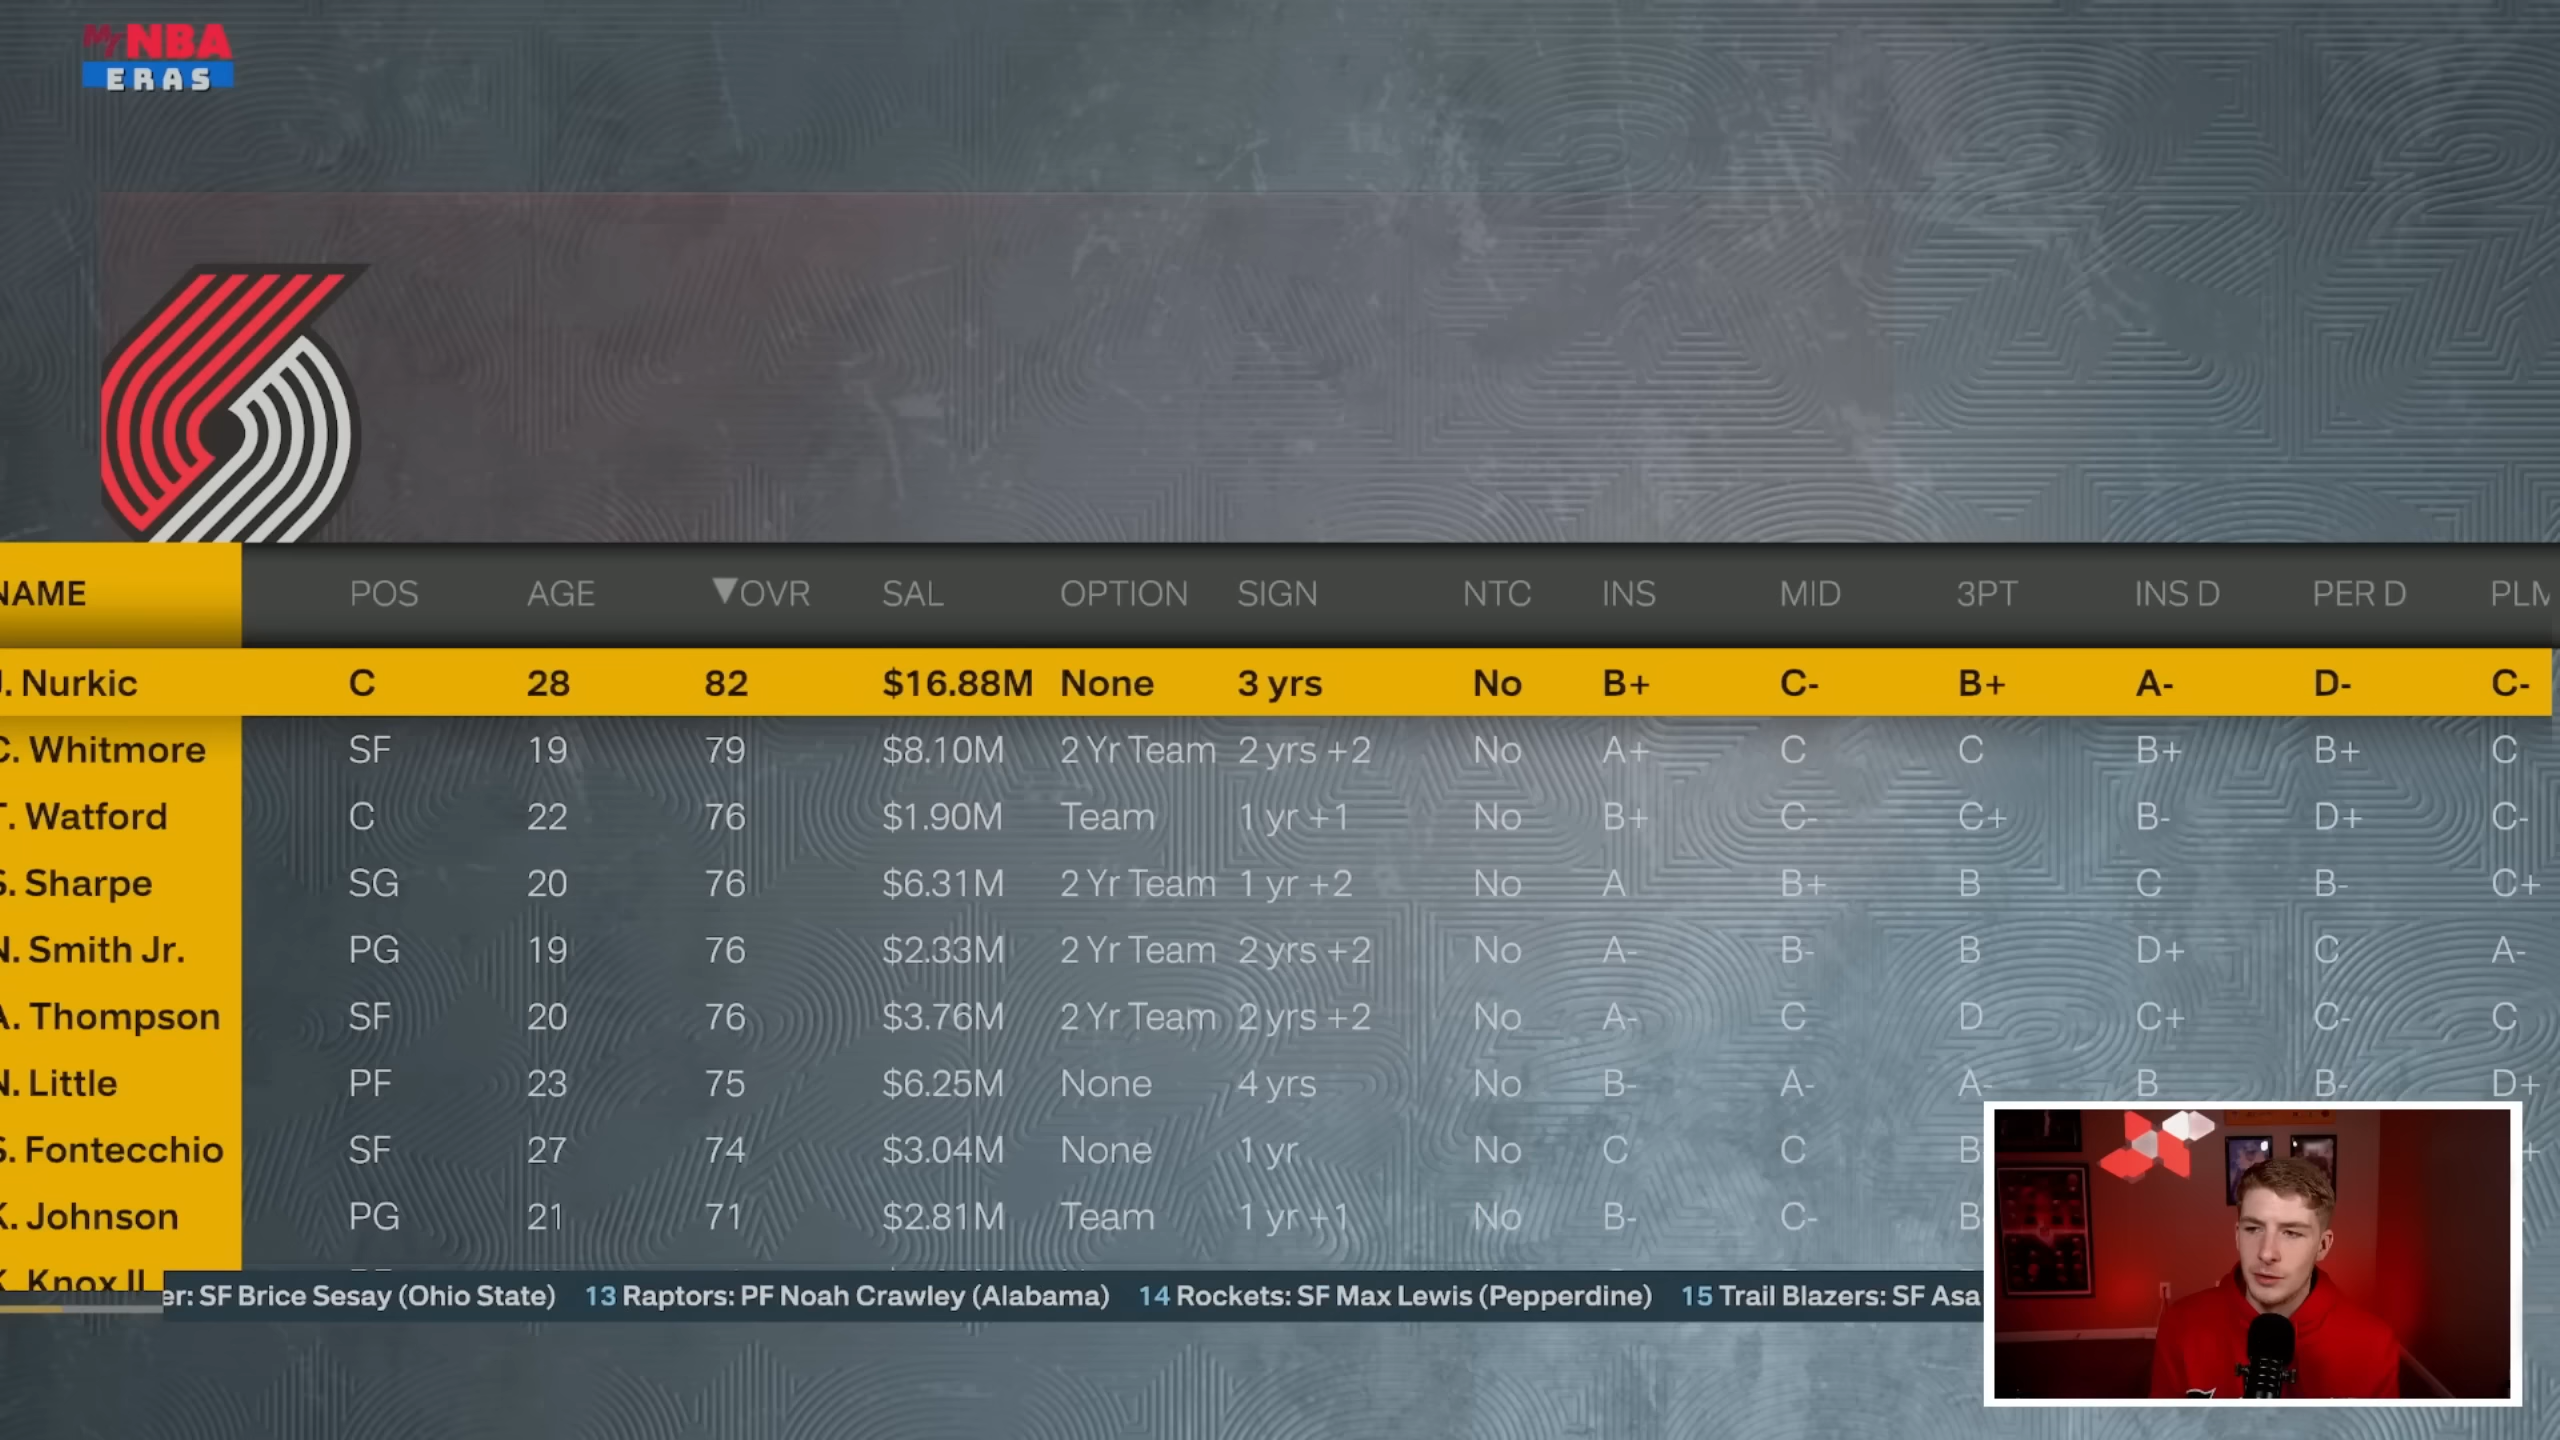 My NBA
ERAS
NAME POS AGE ▼OVR SAL OPTION SIGN NTC INS MID 3PT INS D PER D PLM
J. Nurkic C 28 82 $16.88M None 3 yrs No B+ C- B+ A- D- C-
C. Whitmore SF 19 79 $8.10M 2 Yr Team 2 yrs +2 No A+ C C B+ B+ C
T. Watford C 22 76 $1.90M Team 1 yr +1 No B+ C- C+ B- D+ C-
S. Sharpe SG 20 76 $6.31M 2 Yr Team 1 yr +2 No A B+ B C B- C+
N. Smith Jr. PG 19 76 $2.33M 2 Yr Team 2 yrs +2 No A- B- B D+ C A-
A. Thompson SF 20 76 $3.76M 2 Yr Team 2 yrs +2 No A- C D C+ C- C
N. Little PF 23 75 $6.25M None 4 yrs No B- A- A- B B- D+
S. Fontecchio SF 27 74 $3.04M None 1 yr No C C B +
K. Johnson PG 21 71 $2.81M Team 1 yr +1 No B- C- B
K. Knox II
er: SF Brice Sesay (Ohio State) 13 Raptors: PF Noah Crawley (Alabama) 14 Rockets: SF Max Lewis (Pepperdine) 15 Trail Blazers: SF Asa